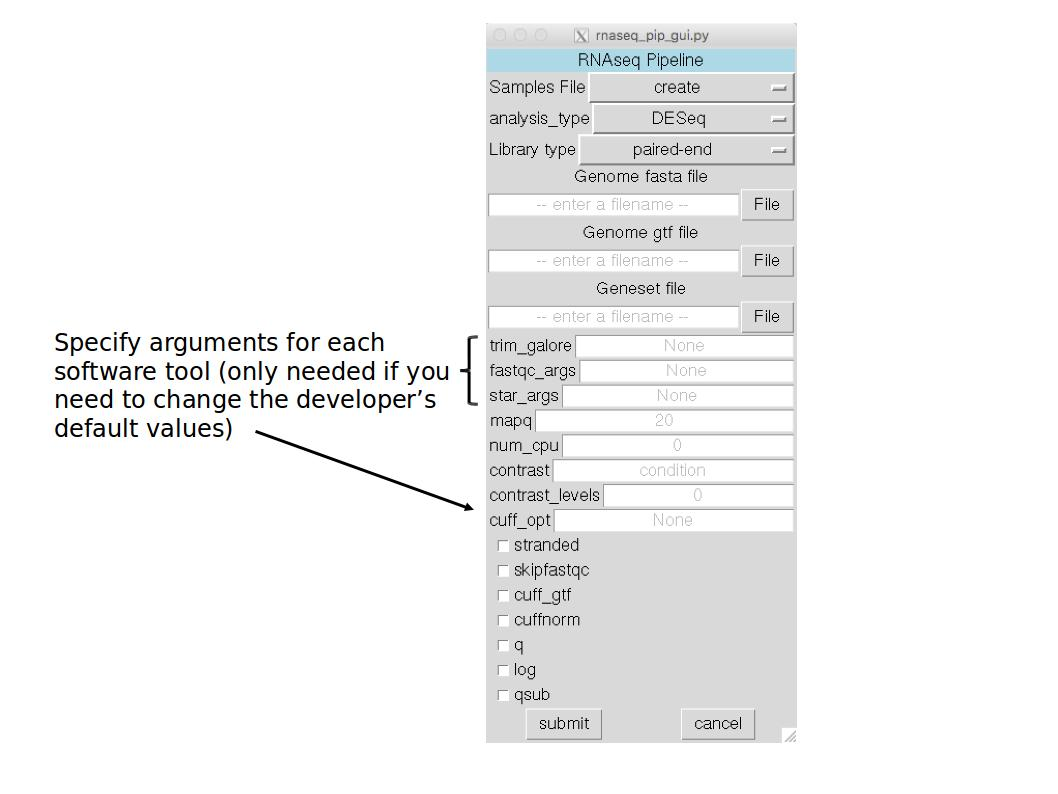 rnaseq_pip_gui.py
RNAseq Pipeline
Samples File create
analysis_type DESeq
Library type paired-end
Genome fasta file
-- enter a filename -- File
Genome gtf file
-- enter a filename -- File
Geneset file
-- enter a filename -- File
Specify arguments for each
software tool (only needed if you
need to change the developer’s
default values)
trim_galore None
fastqc_args None
star_args None
mapq 20
num_cpu 0
contrast condition
contrast_levels 0
cuff_opt None
stranded
skipfastqc
cuff_gtf
cuffnorm
q
log
qsub
submit cancel